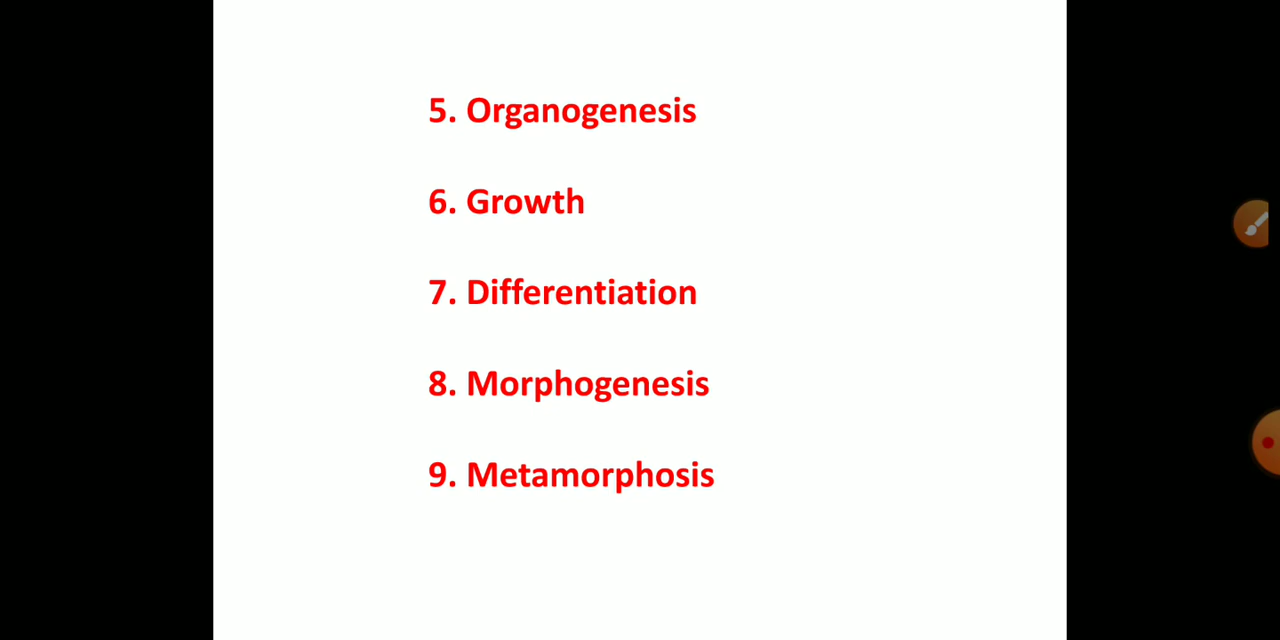 5. Organogenesis
6. Growth
7. Differentiation
8. Morphogenesis
9. Metamorphosis